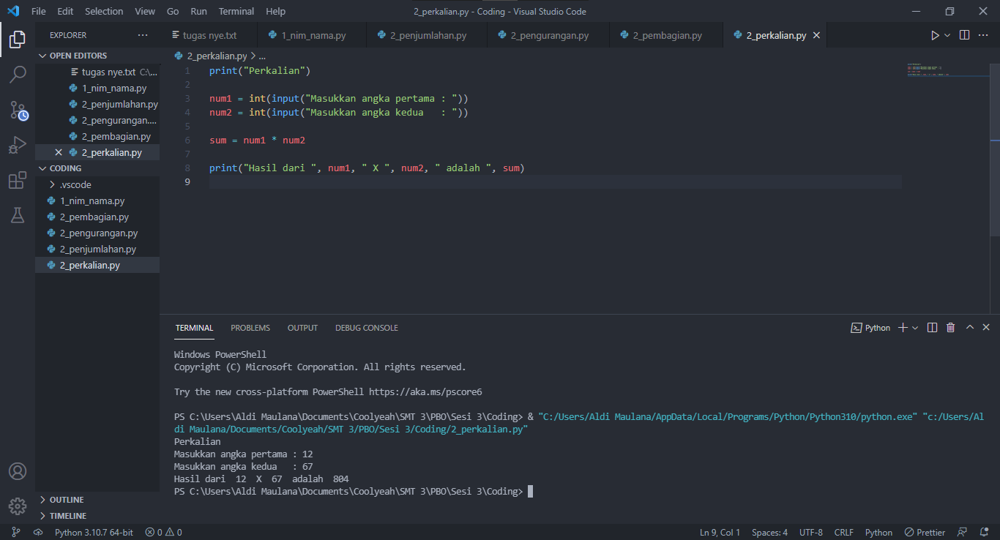 File Edit Selection View Go Run Terminal Help 2_perkalian.py - Coding - Visual Studio Code
EXPLORER ...
tugas nye.txt 1_nim_nama.py 2_penjumlahan.py 2_pengurangan.py 2_pembagian.py 2_perkalian.py
OPEN EDITORS
tugas nye.txt C:\...
1_nim_nama.py
2_penjumlahan.py
2_pengurangan....
2_pembagian.py
2_perkalian.py
CODING
.vscode
1_nim_nama.py
2_pembagian.py
2_pengurangan.py
2_penjumlahan.py
2_perkalian.py
OUTLINE
TIMELINE
2_perkalian.py > ...
1 print("Perkalian")
2
3 num1 = int(input("Masukkan angka pertama : "))
4 num2 = int(input("Masukkan angka kedua   : "))
5
6 sum = num1 * num2
7
8 print("Hasil dari ", num1, " X ", num2, " adalah ", sum)
9
TERMINAL PROBLEMS OUTPUT DEBUG CONSOLE Python
Windows PowerShell
Copyright (C) Microsoft Corporation. All rights reserved.
Try the new cross-platform PowerShell https://aka.ms/pscore6
PS C:\Users\Aldi Maulana\Documents\Coolyeah\SMT 3\PBO\Sesi 3\Coding> & "C:/Users/Aldi Maulana/AppData/Local/Programs/Python/Python310/python.exe" "c:/Users/Al
di Maulana/Documents/Coolyeah/SMT 3/PBO/Sesi 3/Coding/2_perkalian.py"
Perkalian
Masukkan angka pertama : 12
Masukkan angka kedua   : 67
Hasil dari  12  X  67  adalah  804
PS C:\Users\Aldi Maulana\Documents\Coolyeah\SMT 3\PBO\Sesi 3\Coding>
Python 3.10.7 64-bit 0 0 Ln 9, Col 1 Spaces: 4 UTF-8 CRLF Python Prettier